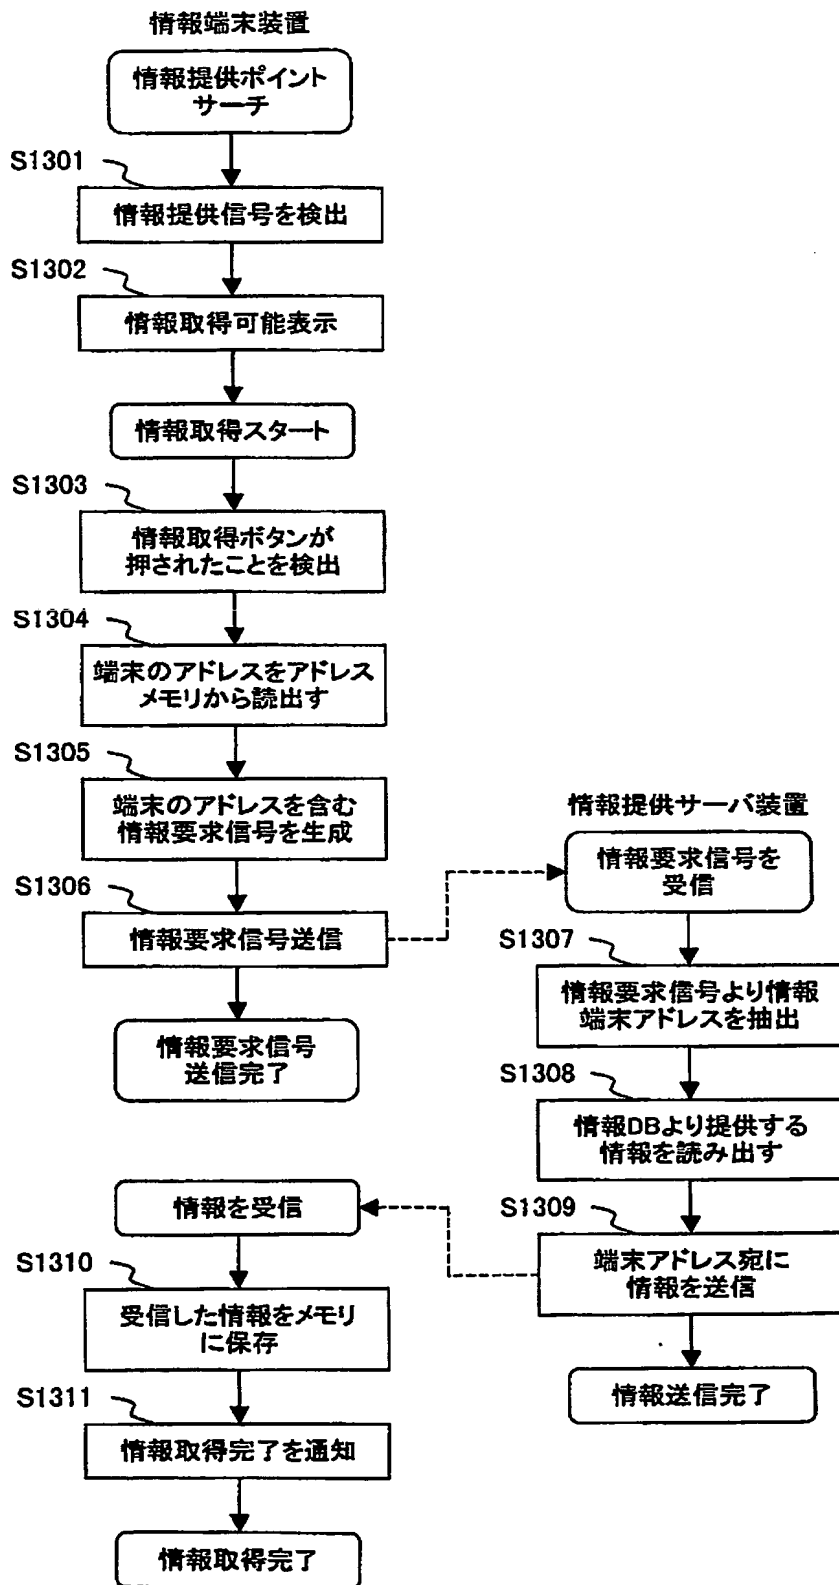 情報端末装置
情報提供ポイント
サーチ
S1301
情報提供信号を検出
S1302
情報取得可能表示
情報取得スタート
S1303
情報取得ボタンが
押されたことを検出
S1304
端末のアドレスをアドレス
メモリから読出す
S1305
端末のアドレスを含む
情報要求信号を生成
S1306
情報要求信号送信
情報要求信号
送信完了
情報提供サーバ装置
情報要求信号を
受信
S1307
情報要求信号より情報
端末アドレスを抽出
S1308
情報DBより提供する
情報を読み出す
S1309
端末アドレス宛に
情報を送信
情報送信完了
情報を受信
S1310
受信した情報をメモリ
に保存
S1311
情報取得完了を通知
情報取得完了